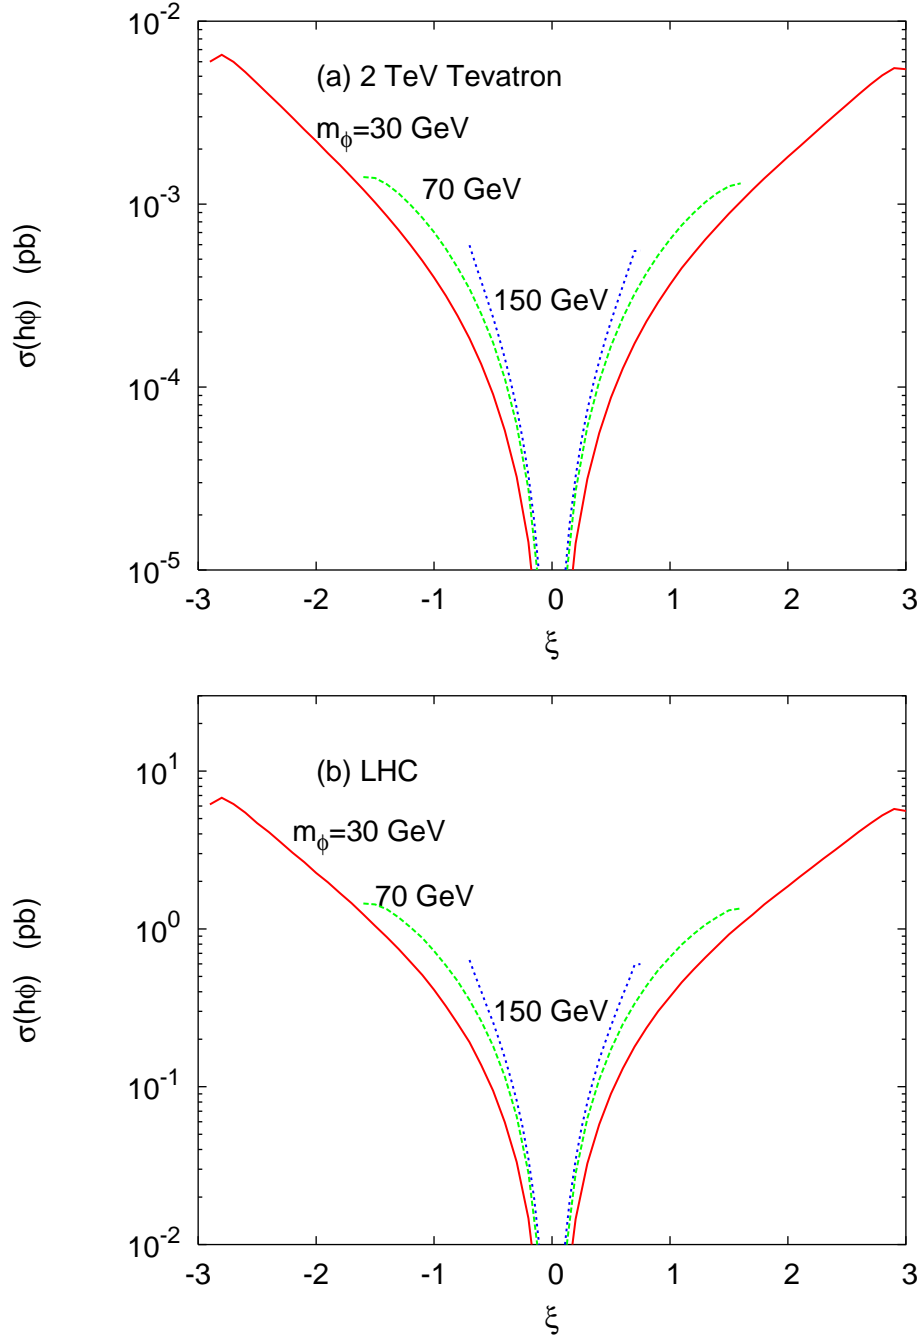 10^-2
(a) 2 TeV Tevatron
m_ϕ=30 GeV
10^-3
70 GeV
150 GeV
σ(hϕ) (pb)
10^-4
10^-5
-3 -2 -1 0 1 2 3
ξ
10^1
(b) LHC
m_ϕ=30 GeV
70 GeV
10^0
150 GeV
σ(hϕ) (pb)
10^-1
10^-2
-3 -2 -1 0 1 2 3
ξ